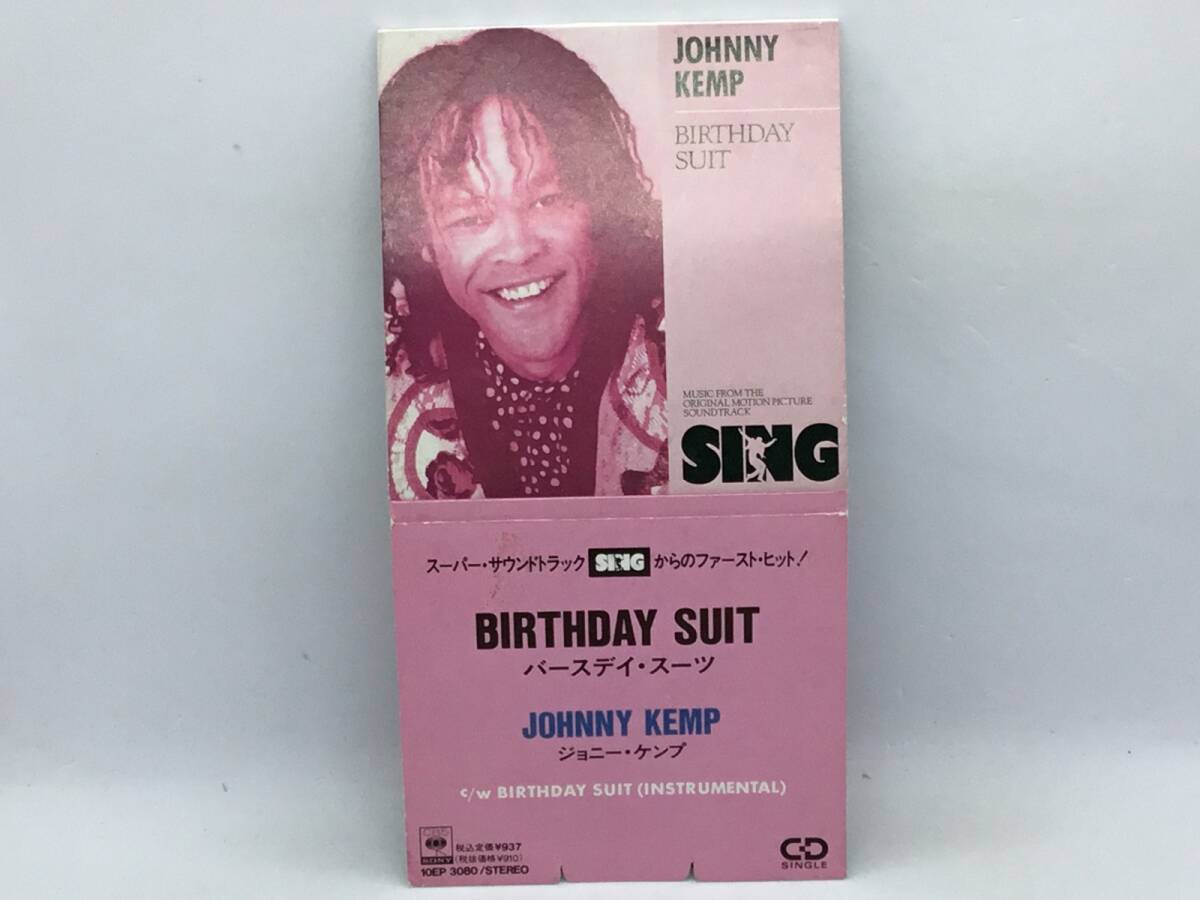 JOHNNY
KEMP
BIRTHDAY
SUIT
MUSIC FROM THE
ORIGINAL MOTION PICTURE
SOUNDTRACK
SING
スーパー・サウンドトラック SING からのファースト・ヒット!
BIRTHDAY SUIT
バースデイ・スーツ
JOHNNY KEMP
ジョニー・ケンプ
c/w BIRTHDAY SUIT (INSTRUMENTAL)
CBS
SONY
税込定価¥937
(税抜価格¥910)
10EP 3080/STEREO
CD
SINGLE